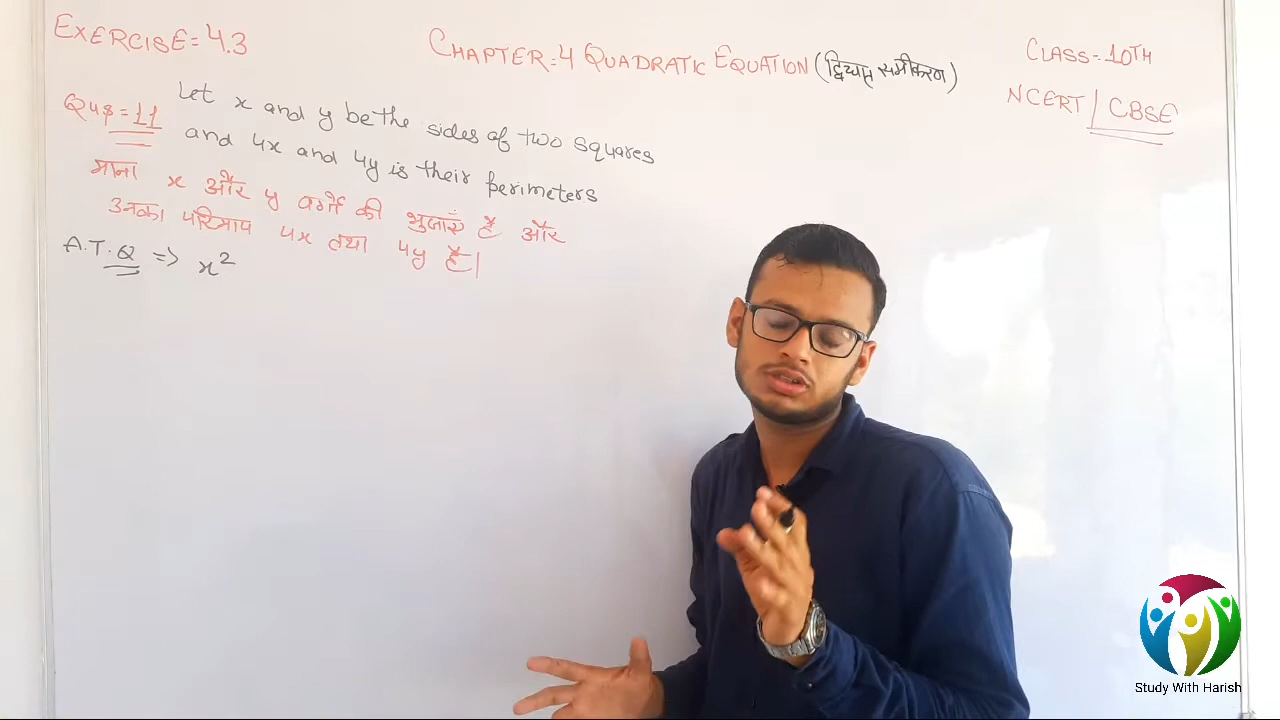 EXERCISE=4.3
CHAPTER=4 QUADRATIC EQUATION (द्विघात समीकरण)
CLASS=10TH
NCERT/CBSE
Qus=11 Let x and y be the sides of two squares
and 4x and 4y is their perimeters
माना x और y वर्गों की भुजाएँ है और
उनका परिमाप 4x तथा 4y है।
A.T.Q => x²
Study With Harish